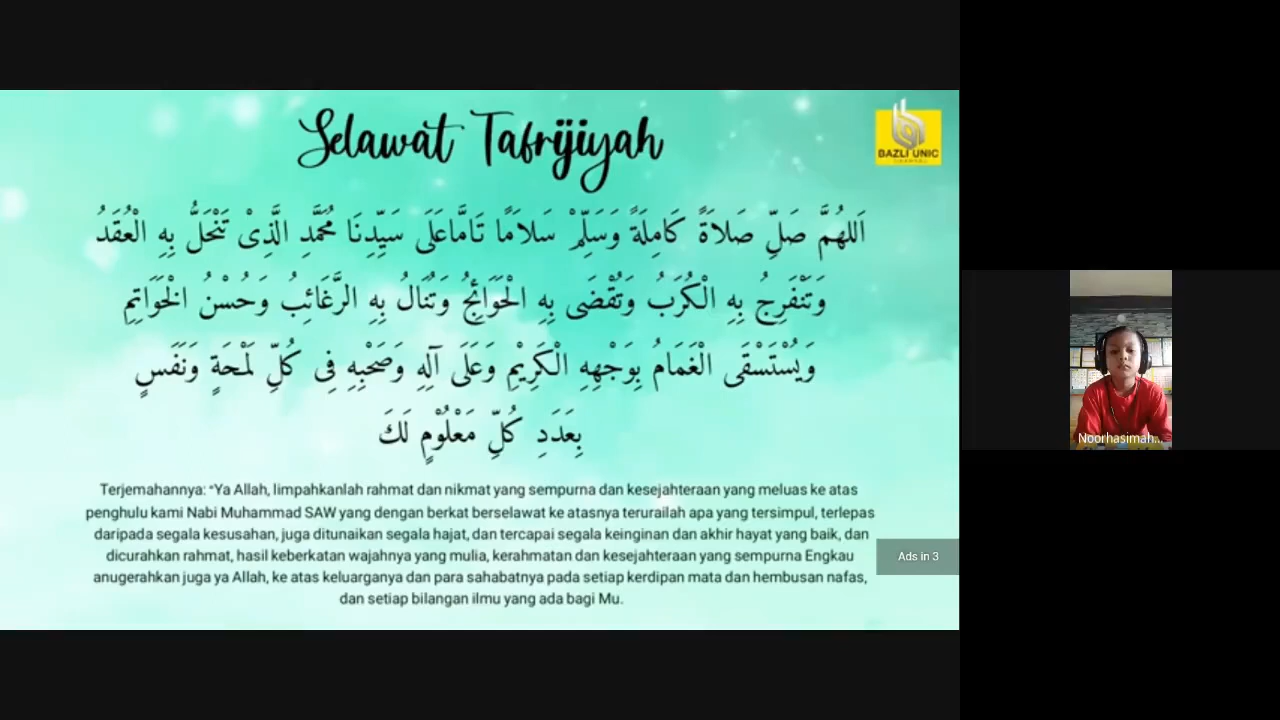 Selawat Tafrijiyah
BAZLI UNIC
اَللهُمَّ صَلِّ صَلاَةً كَامِلَةً وَسَلِّمْ سَلاَمًا تَامًّاعَلَى سَيِّدِنَا مُحَمَّدِ الَّذِىْ تَنْحَلُّ بِهِ الْعُقَدُ
وَتَنْفَرِجُ بِهِ الْكُرَبُ وَتُقْضَى بِهِ الْحَوَائِجُ وَتُنَالُ بِهِ الرَّغَائِبُ وَحُسْنُ الْخَوَاتِمِ
وَيُسْتَسْقَى الْغَمَامُ بِوَجْهِهِ الْكَرِيْمِ وَعَلَى آلِهِ وَصَحْبِهِ فِى كُلِّ لَمْحَةٍ وَنَفَسٍ
بِعَدَدِ كُلِّ مَعْلُوْمٍ لَكَ
Terjemahannya: "Ya Allah, limpahkanlah rahmat dan nikmat yang sempurna dan kesejahteraan yang meluas ke atas
penghulu kami Nabi Muhammad SAW yang dengan berkat berselawat ke atasnya terurailah apa yang tersimpul, terlepas
daripada segala kesusahan, juga ditunaikan segala hajat, dan tercapai segala keinginan dan akhir hayat yang baik, dan
dicurahkan rahmat, hasil keberkatan wajahnya yang mulia, kerahmatan dan kesejahteraan yang sempurna Engkau
anugerahkan juga ya Allah, ke atas keluarganya dan para sahabatnya pada setiap kerdipan mata dan hembusan nafas,
dan setiap bilangan ilmu yang ada bagi Mu.
Ads in 3
Noorhasimah...